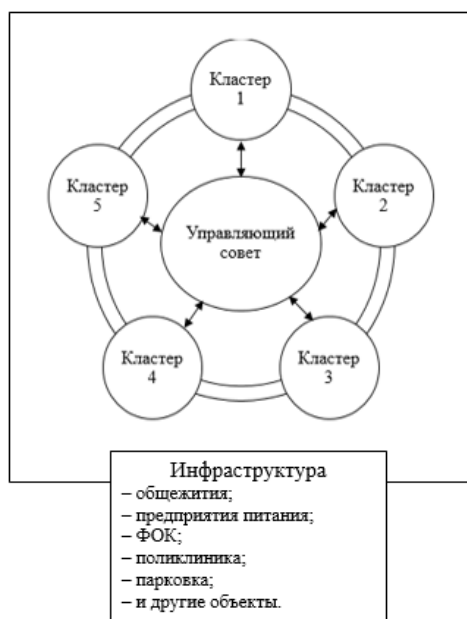 Кластер
1
Кластер
5
Кластер
2
Управляющий
совет
Кластер
4
Кластер
3
Инфраструктура
– общежития;
– предприятия питания;
– ФОК;
– поликлиника;
– парковка;
– и другие объекты.